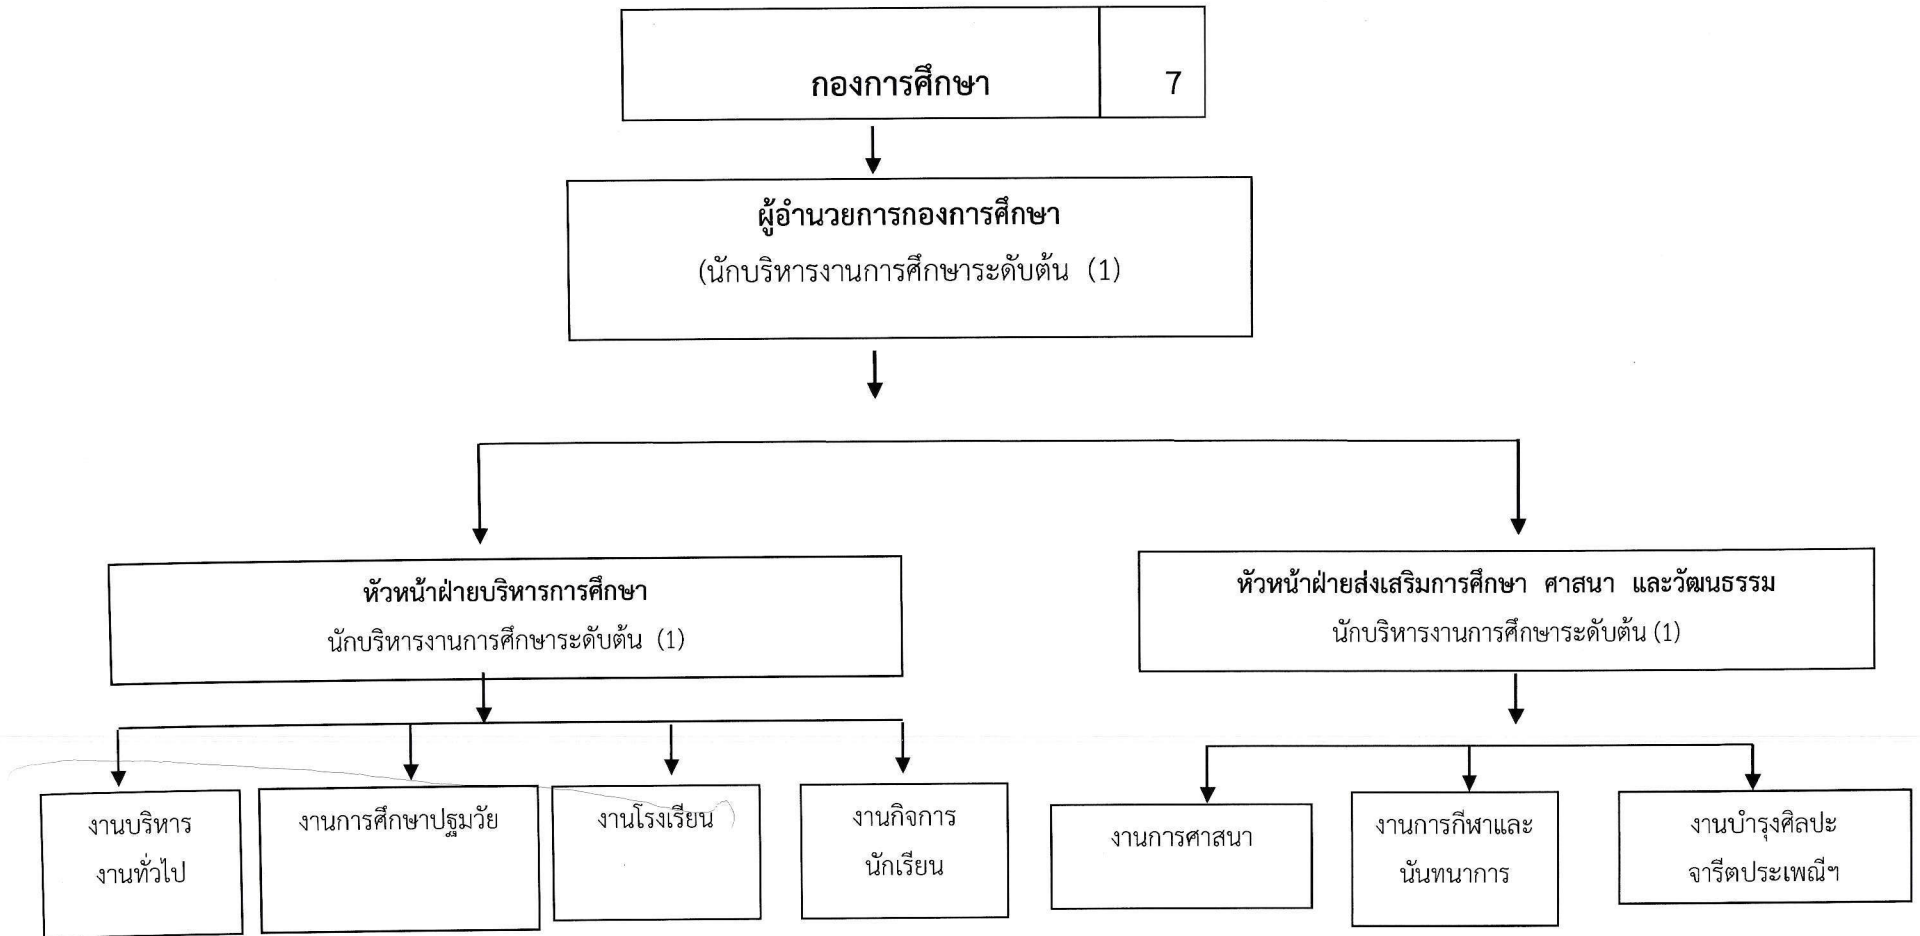 กองการศึกษา 7
ผู้อำนวยการกองการศึกษา
(นักบริหารงานการศึกษาระดับต้น (1)
หัวหน้าฝ่ายบริหารการศึกษา
นักบริหารงานการศึกษาระดับต้น (1)
หัวหน้าฝ่ายส่งเสริมการศึกษา ศาสนา และวัฒนธรรม
นักบริหารงานการศึกษาระดับต้น (1)
งานบริหาร
งานทั่วไป
งานการศึกษาปฐมวัย
งานโรงเรียน
งานกิจการ
นักเรียน
งานการศาสนา
งานการกีฬาและ
นันทนาการ
งานบำรุงศิลปะ
จารีตประเพณีฯ